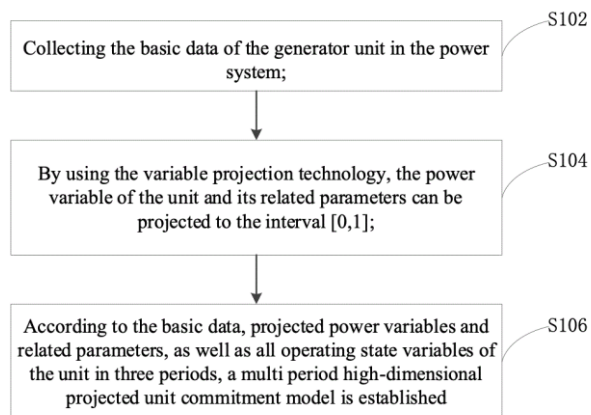 S102
Collecting the basic data of the generator unit in the power
system;
S104
By using the variable projection technology, the power
variable of the unit and its related parameters can be
projected to the interval [0,1];
S106
According to the basic data, projected power variables and
related parameters, as well as all operating state variables of
the unit in three periods, a multi period high-dimensional
projected unit commitment model is established